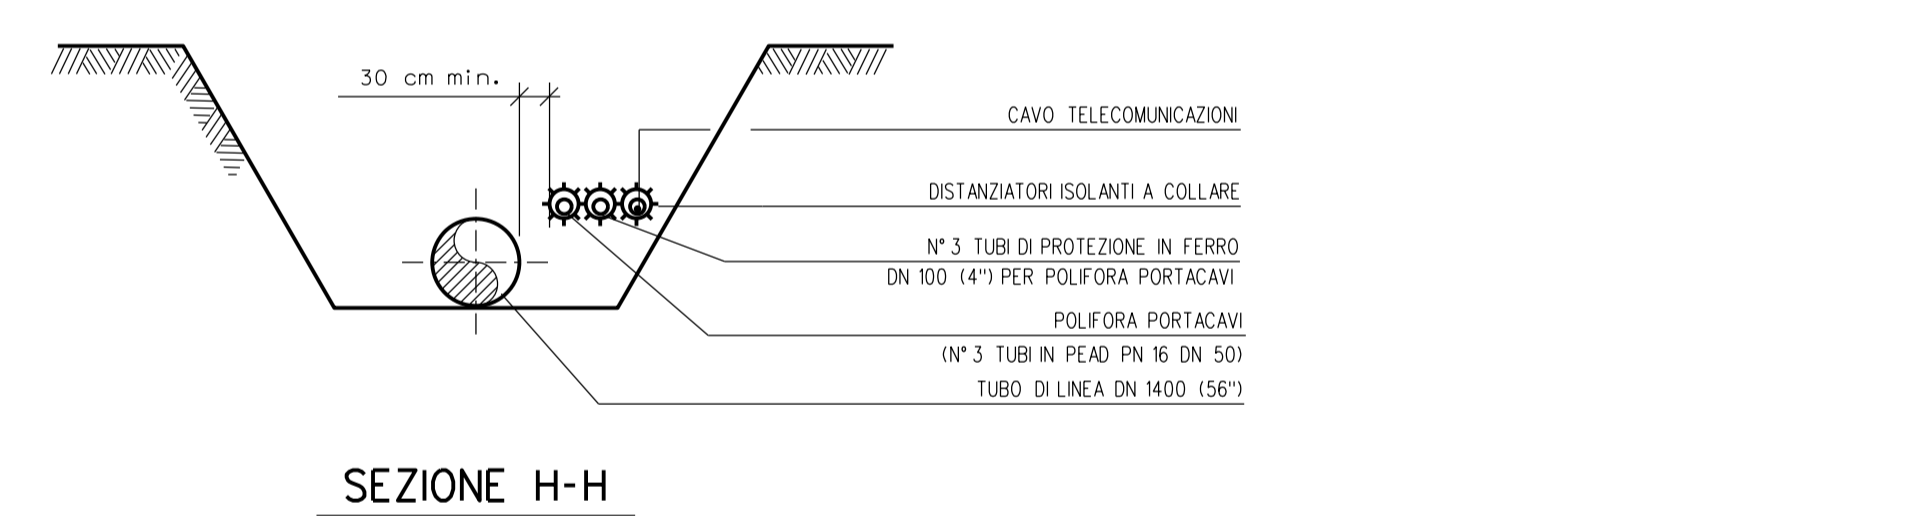 30 cm min.
CAVO TELECOMUNICAZIONI
DISTANZIATORI ISOLANTI A COLLARE
N° 3 TUBI DI PROTEZIONE IN FERRO
DN 100 (4") PER POLIFORA PORTACAVI
POLIFORA PORTACAVI
(N° 3 TUBI IN PEAD PN 16 DN 50)
TUBO DI LINEA DN 1400 (56")
SEZIONE H-H